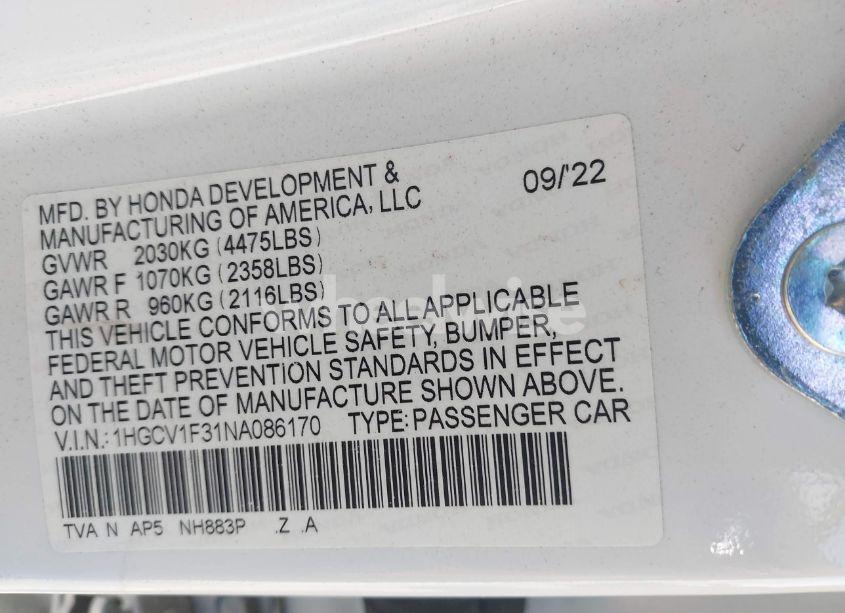 MFD. BY HONDA DEVELOPMENT &
MANUFACTURING OF AMERICA, LLC
09/'22
GVWR 2030KG (4475LBS)
GAWR F 1070KG (2358LBS)
GAWR R 960KG (2116LBS)
THIS VEHICLE CONFORMS TO ALL APPLICABLE
FEDERAL MOTOR VEHICLE SAFETY, BUMPER,
AND THEFT PREVENTION STANDARDS IN EFFECT
ON THE DATE OF MANUFACTURE SHOWN ABOVE.
V.I.N.: 1HGCV1F31NA086170 TYPE: PASSENGER CAR
TVA N AP5 NH883P .Z .A